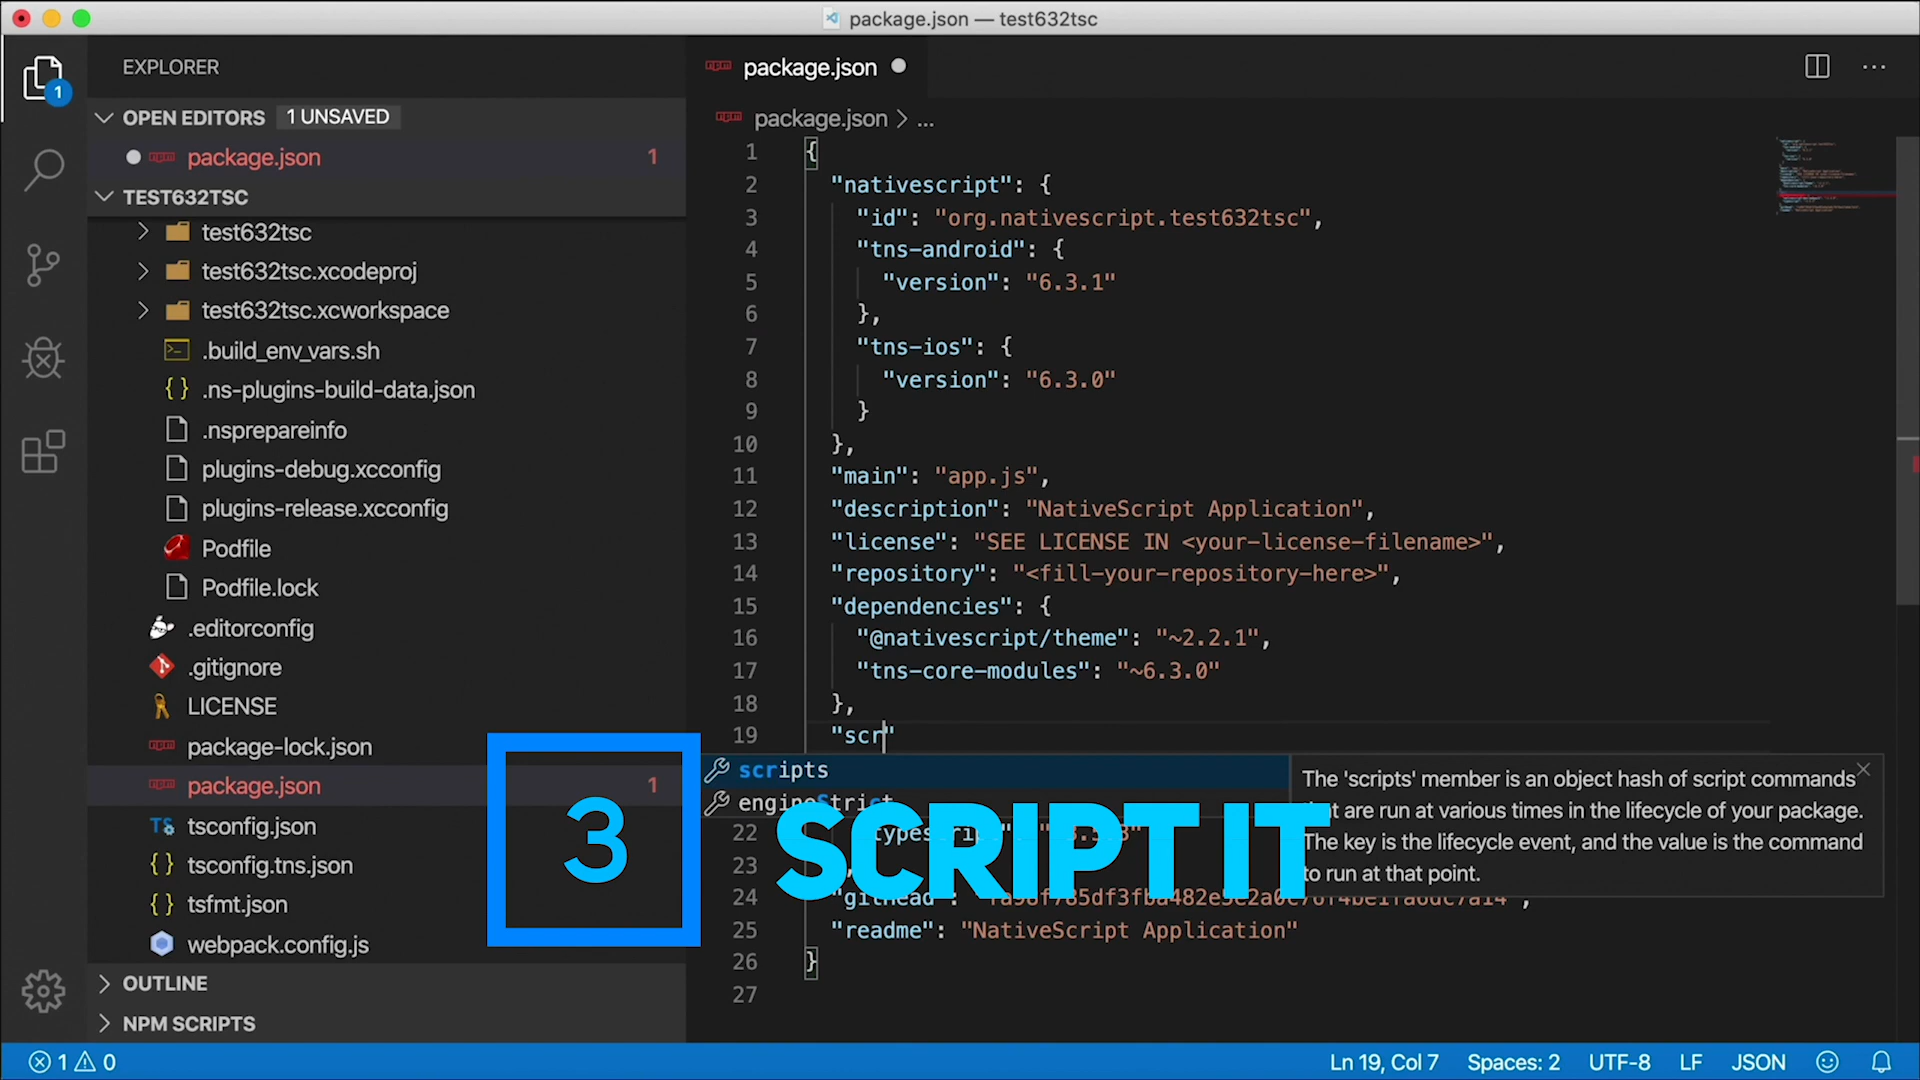 package.json — test632tsc
EXPLORER
1
OPEN EDITORS 1 UNSAVED
package.json 1
TEST632TSC
test632tsc
test632tsc.xcodeproj
test632tsc.xcworkspace
.build_env_vars.sh
.ns-plugins-build-data.json
.nsprepareinfo
plugins-debug.xcconfig
plugins-release.xcconfig
Podfile
Podfile.lock
.editorconfig
.gitignore
LICENSE
package-lock.json
package.json 1
tsconfig.json
tsconfig.tns.json
tsfmt.json
webpack.config.js
OUTLINE
NPM SCRIPTS
package.json
package.json > ...
1 {
2 "nativescript": {
3 "id": "org.nativescript.test632tsc",
4 "tns-android": {
5 "version": "6.3.1"
6 },
7 "tns-ios": {
8 "version": "6.3.0"
9 }
10 },
11 "main": "app.js",
12 "description": "NativeScript Application",
13 "license": "SEE LICENSE IN <your-license-filename>",
14 "repository": "<fill-your-repository-here>",
15 "dependencies": {
16 "@nativescript/theme": "~2.2.1",
17 "tns-core-modules": "~6.3.0"
18 },
19 "scr"
scripts
engineStrict
The 'scripts' member is an object hash of script commands
that are run at various times in the lifecycle of your package.
The key is the lifecycle event, and the value is the command
to run at that point.
3 SCRIPT IT
22 "typescript"
23
24 "githead":
25 "readme": "NativeScript Application"
26 }
27
1 0
Ln 19, Col 7 Spaces: 2 UTF-8 LF JSON